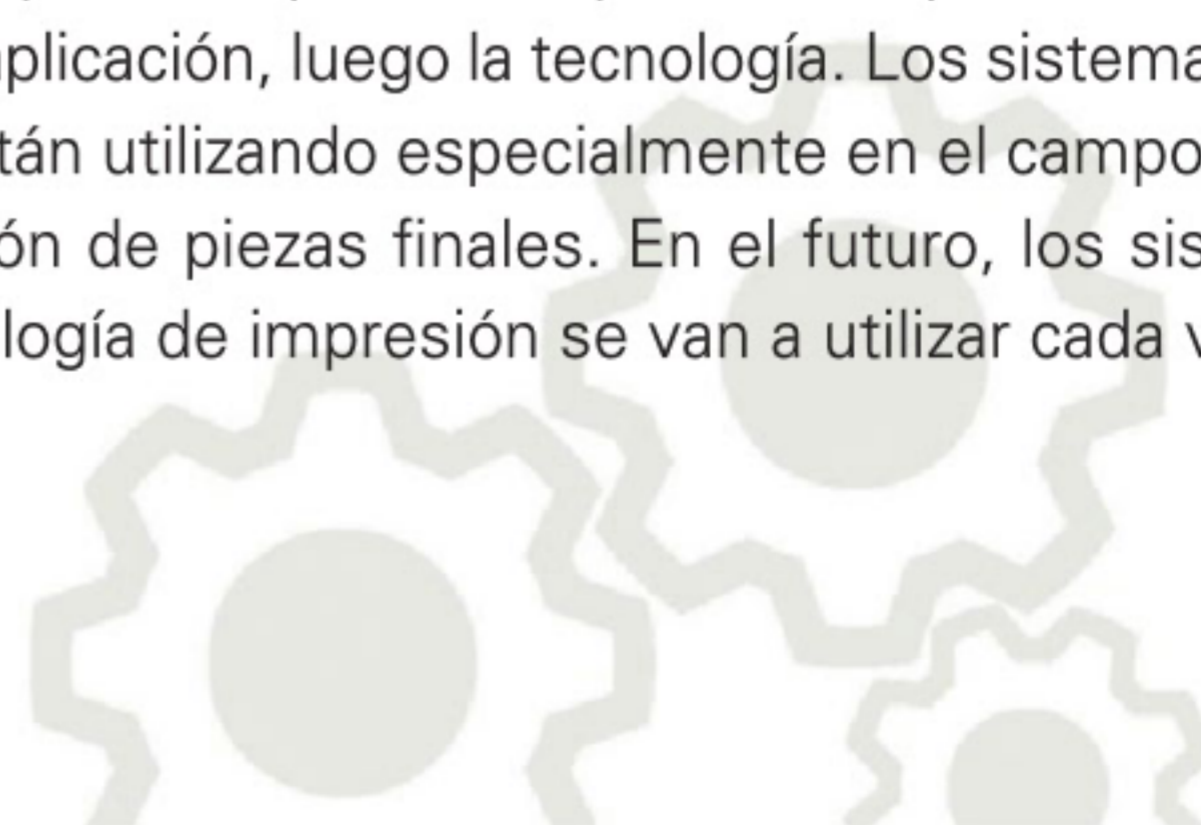 plicación, luego la tecnología. Los sistema
tán utilizando especialmente en el campo
ón de piezas finales. En el futuro, los sis
logía de impresión se van a utilizar cada v